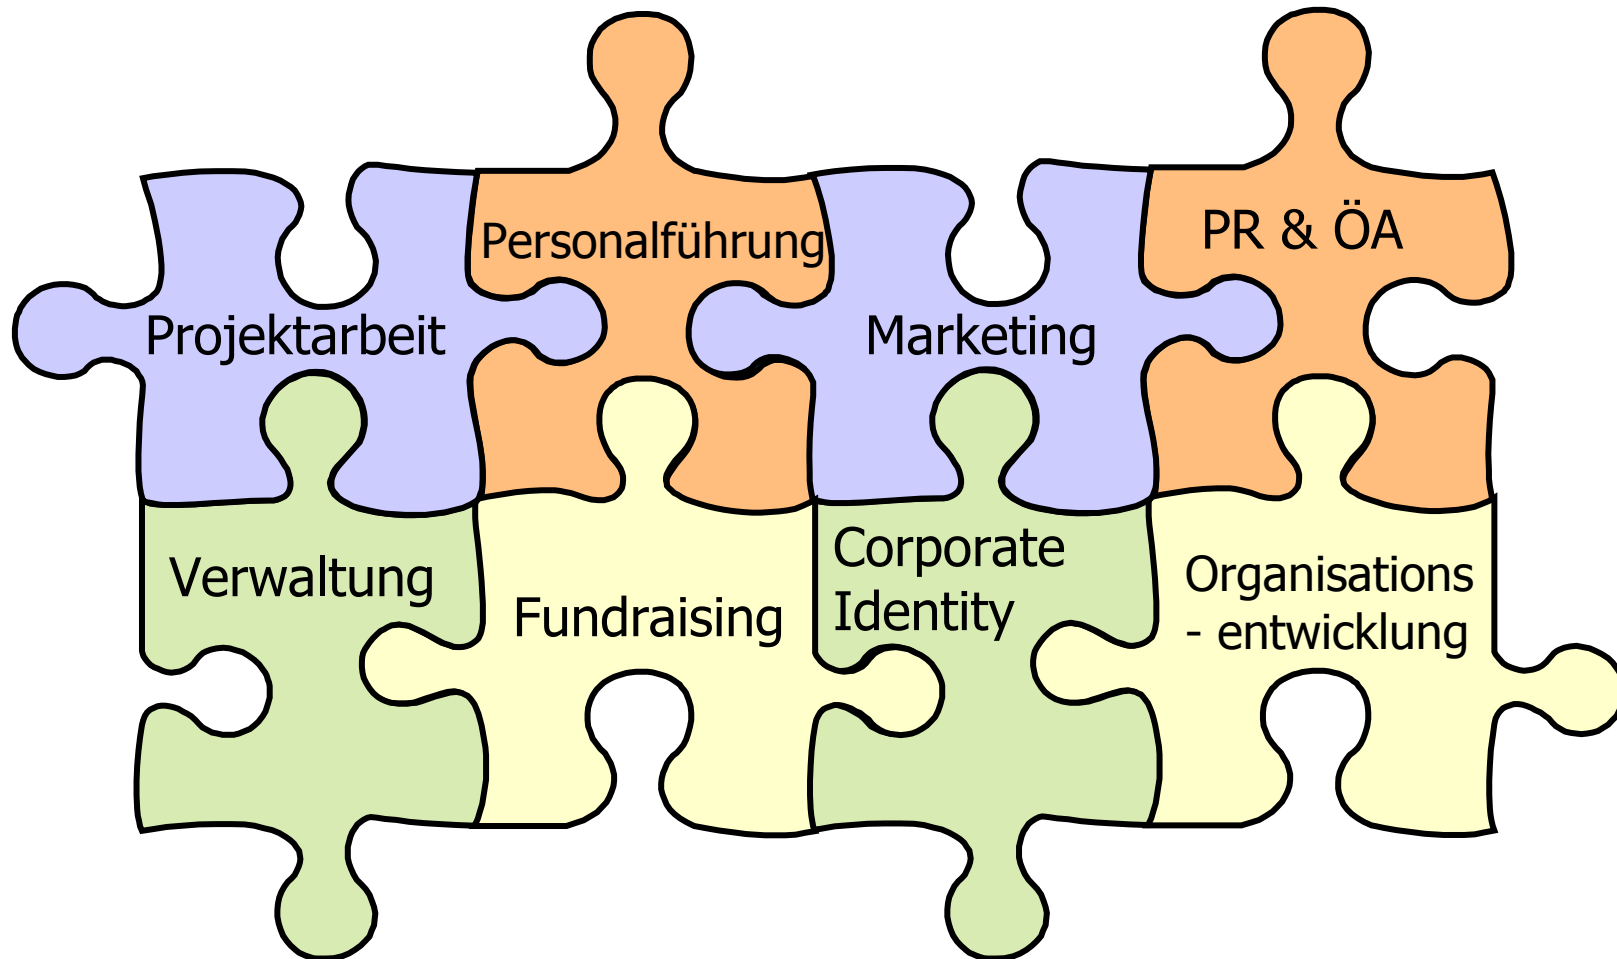 Personalführung
PR & ÖA
Projektarbeit
Marketing
Verwaltung
Fundraising
Corporate
Identity
Organisations
- entwicklung